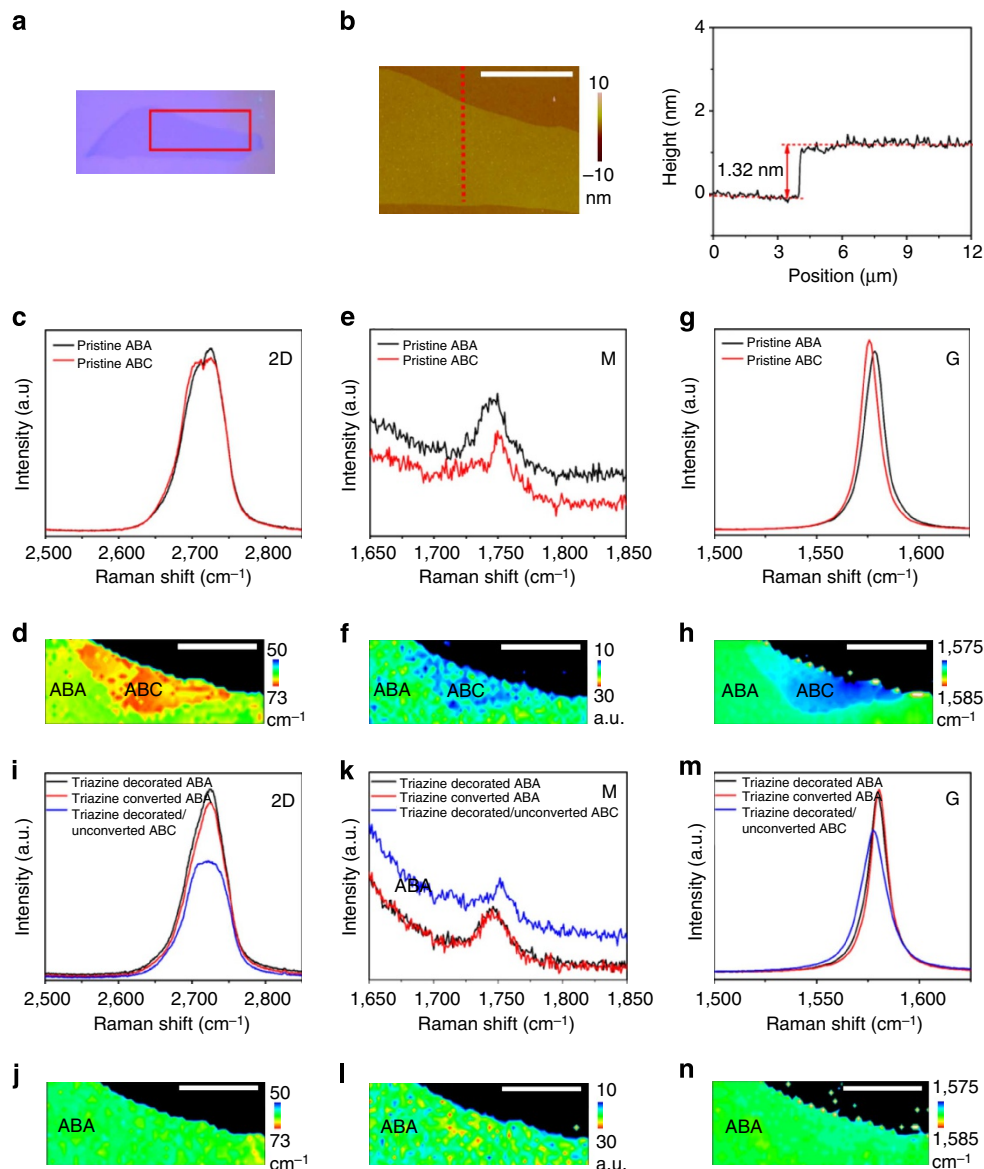 a
b
10
−10
nm
4
2
0
Height (nm)
1.32 nm
0 3 6 9 12
Position (μm)
c
Pristine ABA
Pristine ABC
2D
Intensity (a.u)
2,500 2,600 2,700 2,800
Raman shift (cm⁻¹)
e
Pristine ABA
Pristine ABC
M
Intensity (a.u)
1,650 1,700 1,750 1,800 1,850
Raman shift (cm⁻¹)
g
Pristine ABA
Pristine ABC
G
Intensity (a.u)
1,500 1,550 1,600
Raman shift (cm⁻¹)
d
ABA
ABC
50
73
cm⁻¹
f
ABA
ABC
10
30
a.u.
h
ABA
ABC
1,575
1,585
cm⁻¹
i
Triazine decorated ABA
Triazine converted ABA
Triazine decorated/
unconverted ABC
2D
Intensity (a.u.)
2,500 2,600 2,700 2,800
Raman shift (cm⁻¹)
k
Triazine decorated ABA
Triazine converted ABA
Triazine decorated/unconverted ABC
M
ABA
Intensity (a.u.)
1,650 1,700 1,750 1,800 1,850
Raman shift (cm⁻¹)
m
Triazine decorated ABA
Triazine converted ABA
Triazine decorated/
unconverted ABC
G
Intensity (a.u.)
1,500 1,550 1,600
Raman shift (cm⁻¹)
j
ABA
50
73
cm⁻¹
l
ABA
10
30
a.u.
n
ABA
1,575
1,585
cm⁻¹